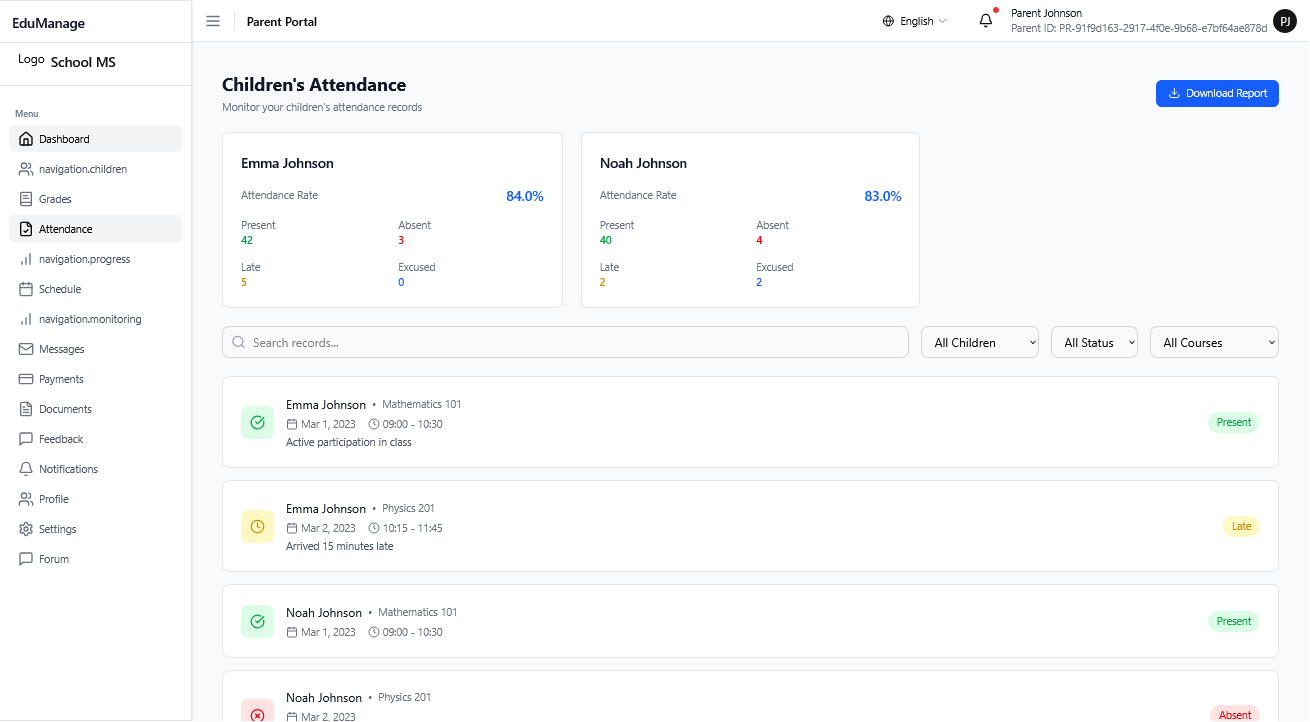 EduManage
Logo School MS
Menu
Dashboard
navigation.children
Grades
Attendance
navigation.progress
Schedule
navigation.monitoring
Messages
Payments
Documents
Feedback
Notifications
Profile
Settings
Forum
Parent Portal
English
Parent Johnson
Parent ID: PR-91f9d163-2917-4f0e-9b68-e7bf64ae878d
PJ
Children's Attendance
Monitor your children's attendance records
Download Report
Emma Johnson
Attendance Rate 84.0%
Present Absent
42 3
Late Excused
5 0
Noah Johnson
Attendance Rate 83.0%
Present Absent
40 4
Late Excused
2 2
Search records...
All Children
All Status
All Courses
Emma Johnson • Mathematics 101
Mar 1, 2023 09:00 - 10:30
Active participation in class
Present
Emma Johnson • Physics 201
Mar 2, 2023 10:15 - 11:45
Arrived 15 minutes late
Late
Noah Johnson • Mathematics 101
Mar 1, 2023 09:00 - 10:30
Present
Noah Johnson • Physics 201
Mar 2, 2023
Absent